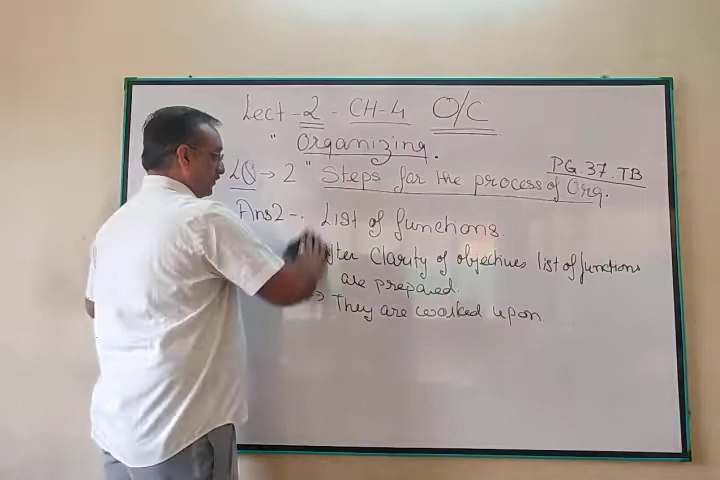 Lect - 2 - CH-4 O/C
" Organizing.
LQ → 2 " Steps for the process of Org.
PG. 37. TB
Ans2 -. List of functions.
Clarity of objectives list of functions
are prepared.
They are worked upon